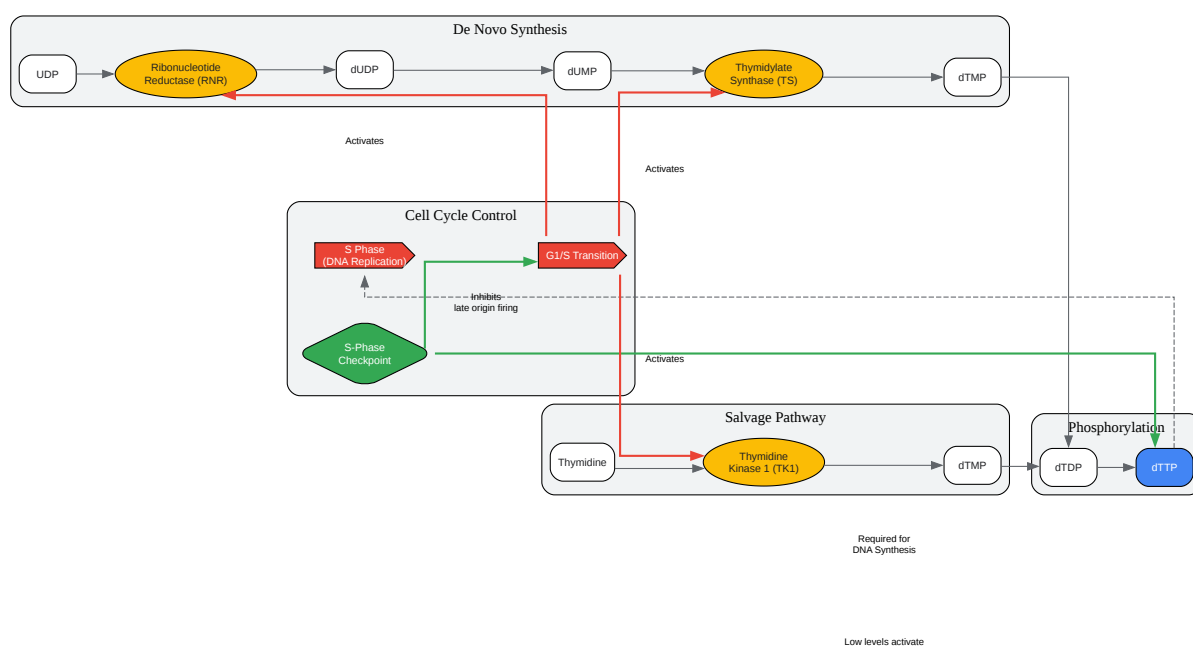 De Novo Synthesis
UDP
Ribonucleotide
Reductase (RNR)
dUDP
dUMP
Thymidylate
Synthase (TS)
dTMP
Activates
Activates
Cell Cycle Control
S Phase
(DNA Replication)
G1/S Transition
Inhibits
late origin firing
S-Phase
Checkpoint
Activates
Salvage Pathway
Thymidine
Thymidine
Kinase 1 (TK1)
dTMP
Phosphorylation
dTDP
dTTP
Required for
DNA Synthesis
Low levels activate